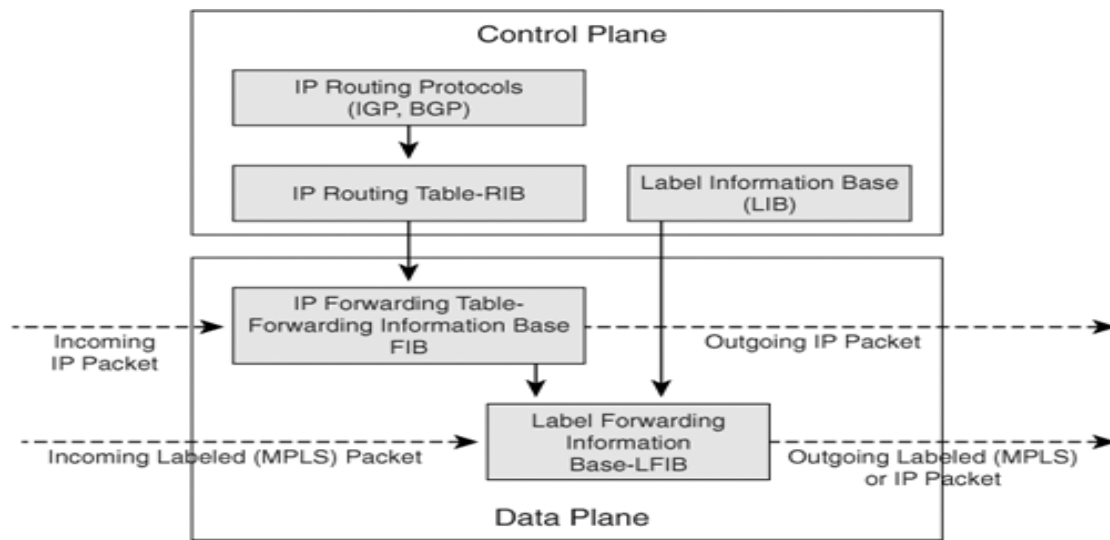 Control Plane
IP Routing Protocols
(IGP, BGP)
IP Routing Table-RIB
Label Information Base
(LIB)
IP Forwarding Table-
Forwarding Information Base
FIB
Incoming
IP Packet
Outgoing IP Packet
Label Forwarding
Information
Base-LFIB
Incoming Labeled (MPLS) Packet
Outgoing Labeled (MPLS)
or IP Packet
Data Plane